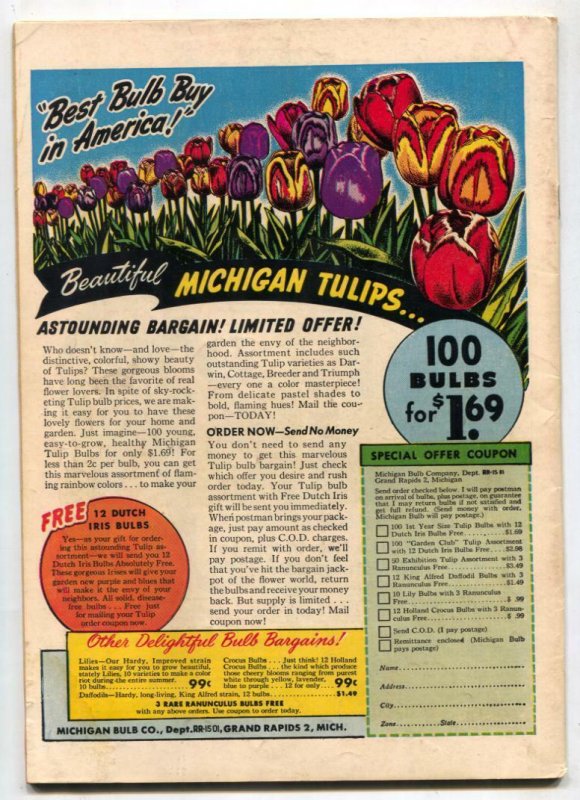 "Best Bulb Buy
in America!"
Beautiful MICHIGAN TULIPS...
ASTOUNDING BARGAIN! LIMITED OFFER!
Who doesn't know—and love—the
distinctive, colorful, showy beauty
of Tulips? These gorgeous blooms
have long been the favorite of real
flower lovers. In spite of sky-rock-
eting Tulip bulb prices, we are mak-
ing it easy for you to have these
lovely flowers for your home and
garden. Just imagine—100 young,
easy-to-grow, healthy Michigan
Tulip Bulbs for only $1.69! For
less than 2c per bulb, you can get
this marvelous assortment of flam-
ing rainbow colors ... to make your
garden the envy of the neighbor-
hood. Assortment includes such
outstanding Tulip varieties as Dar-
win, Cottage, Breeder and Triumph
—every one a color masterpiece!
From delicate pastel shades to
bold, flaming hues! Mail the cou-
pon—TODAY!
ORDER NOW—Send No Money
You don't need to send any
money to get this marvelous
Tulip bulb bargain! Just check
which offer you desire and rush
order today. Your Tulip bulb
assortment with Free Dutch Iris
gift will be sent you immediately.
When postman brings your pack-
age, just pay amount as checked
in coupon, plus C.O.D. charges.
If you remit with order, we'll
pay postage. If you don't feel
that you've hit the bargain jack-
pot of the flower world, return
the bulbs and receive your money
back. But supply is limited ...
send your order in today! Mail
coupon now!
100
BULBS
for $1.69
FREE 12 DUTCH
IRIS BULBS
Yes—as your gift for order-
ing this astounding Tulip as-
sortment—we will send you 12
Dutch Iris Bulbs Absolutely Free.
These gorgeous irises will give your
garden new purple and blues that
will make it the envy of your
neighbors. All solid, disease-
free bulbs ... Free just
for mailing your Tulip
order coupon now.
SPECIAL OFFER COUPON
Michigan Bulb Company, Dept. RR-1501
Grand Rapids 2, Michigan
Send order checked below. I will pay postman
on arrival of bulbs, plus postage, on guarantee
that I may return bulbs if not satisfied and
get full refund. (Send money with order,
Michigan Bulb will pay postage.)
100 1st Year Size Tulip Bulbs with 12
Dutch Iris Bulbs Free. $1.69
100 "Garden Club" Tulip Assortment
with 12 Dutch Iris Bulbs Free. $2.98
50 Exhibition Tulip Assortment with 3
Ranunculus Free. $3.49
12 King Alfred Daffodil Bulbs with 3
Ranunculus Free. $1.49
10 Lily Bulbs with 3 Ranunculus
Free. $ .99
12 Holland Crocus Bulbs with 3 Ranun-
culus Free. $ .99
Send C.O.D. (I pay postage)
Remittance enclosed (Michigan Bulb
pays postage)
Name
Address
City
Zone State
Other Delightful Bulb Bargains!
Lilies—Our Hardy, Improved strain
makes it easy for you to grow beautiful,
stately Lilies, 10 varieties to make a color
riot during the entire summer.
10 bulbs 99¢
Crocus Bulbs ... Just think! 12 Holland
Crocus Bulbs ... the kind which produce
those cheery blooms ranging from purest
white through yellow, lavender,
blue to purple ... 12 for only 99¢
Daffodils—Hardy, long-living, King Alfred strain, 12 bulbs. $1.49
3 RARE RANUNCULUS BULBS FREE
with any above orders. Use coupon to order today.
MICHIGAN BULB CO., Dept. RR-1501, GRAND RAPIDS 2, MICH.